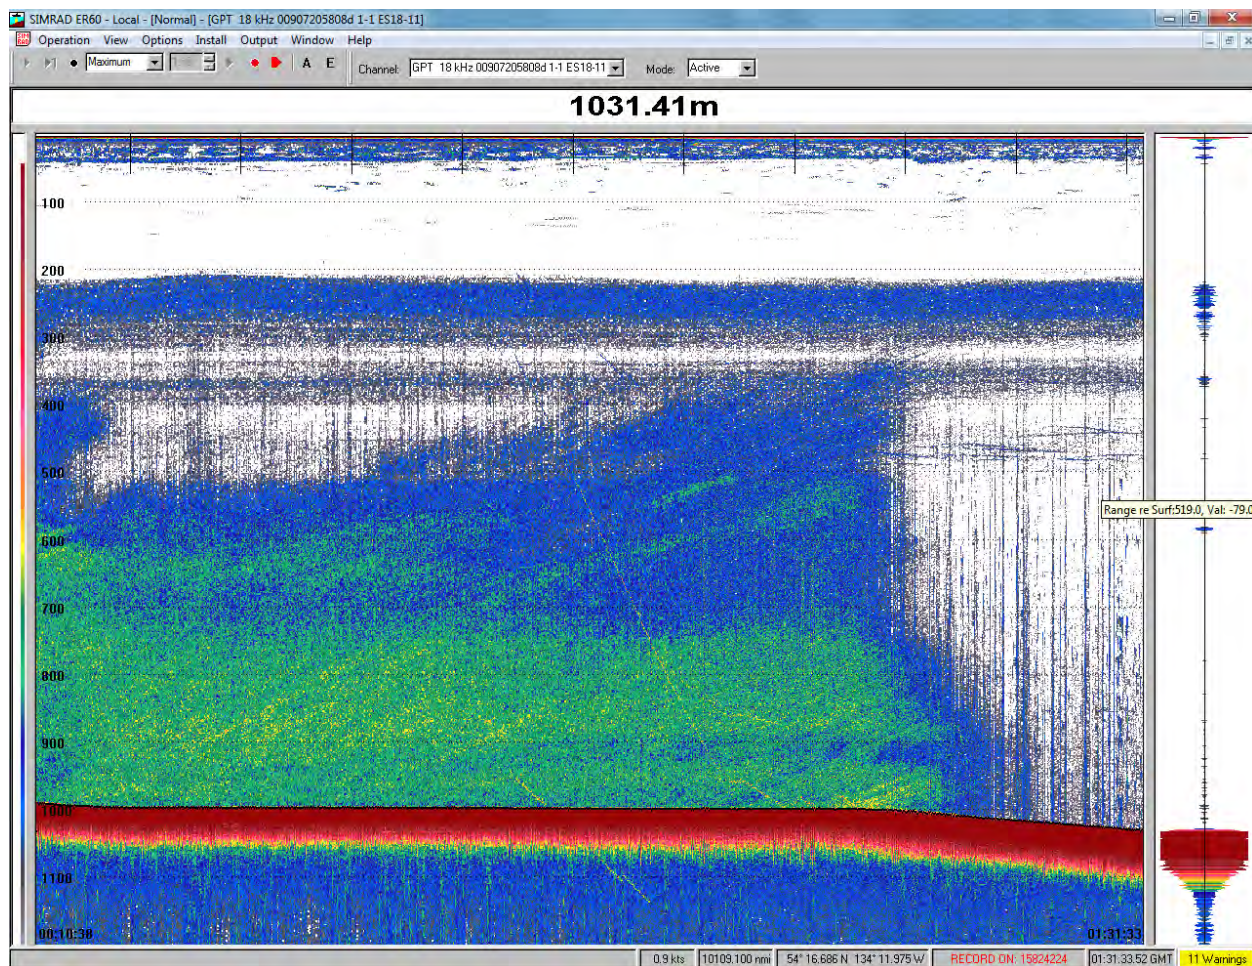 SIMRAD ER60 - Local - [Normal] - [GPT 18 kHz 00907205808d 1-1 ES18-11]
Operation View Options Install Output Window Help
Maximum A E Channel: GPT 18 kHz 00907205808d 1-1 ES18-11 Mode: Active
1031.41m
100
200
300
400
500
Range re Surf;519.0, Val: -79.0
600
700
800
900
1000
1100
00:10:38 01:31:33
0.9 kts 10109.100 nmi 54° 16.686 N 134° 11.975 W RECORD ON: 15824224 01:31:33.52 GMT 11 Warnings